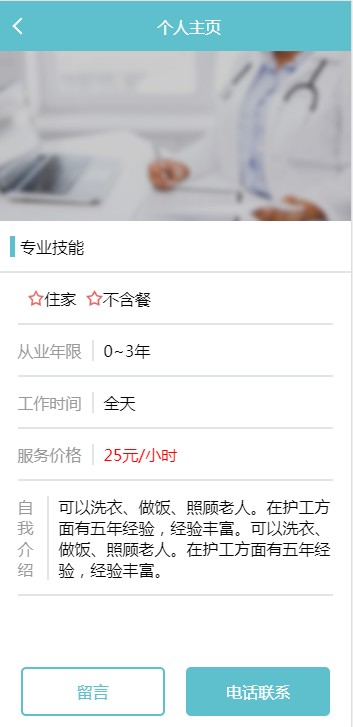 个人主页
专业技能
住家 不含餐
从业年限 0~3年
工作时间 全天
服务价格 25元/小时
自我介绍
可以洗衣、做饭、照顾老人。在护工方
面有五年经验，经验丰富。可以洗衣、
做饭、照顾老人。在护工方面有五年经
验，经验丰富。
留言 电话联系